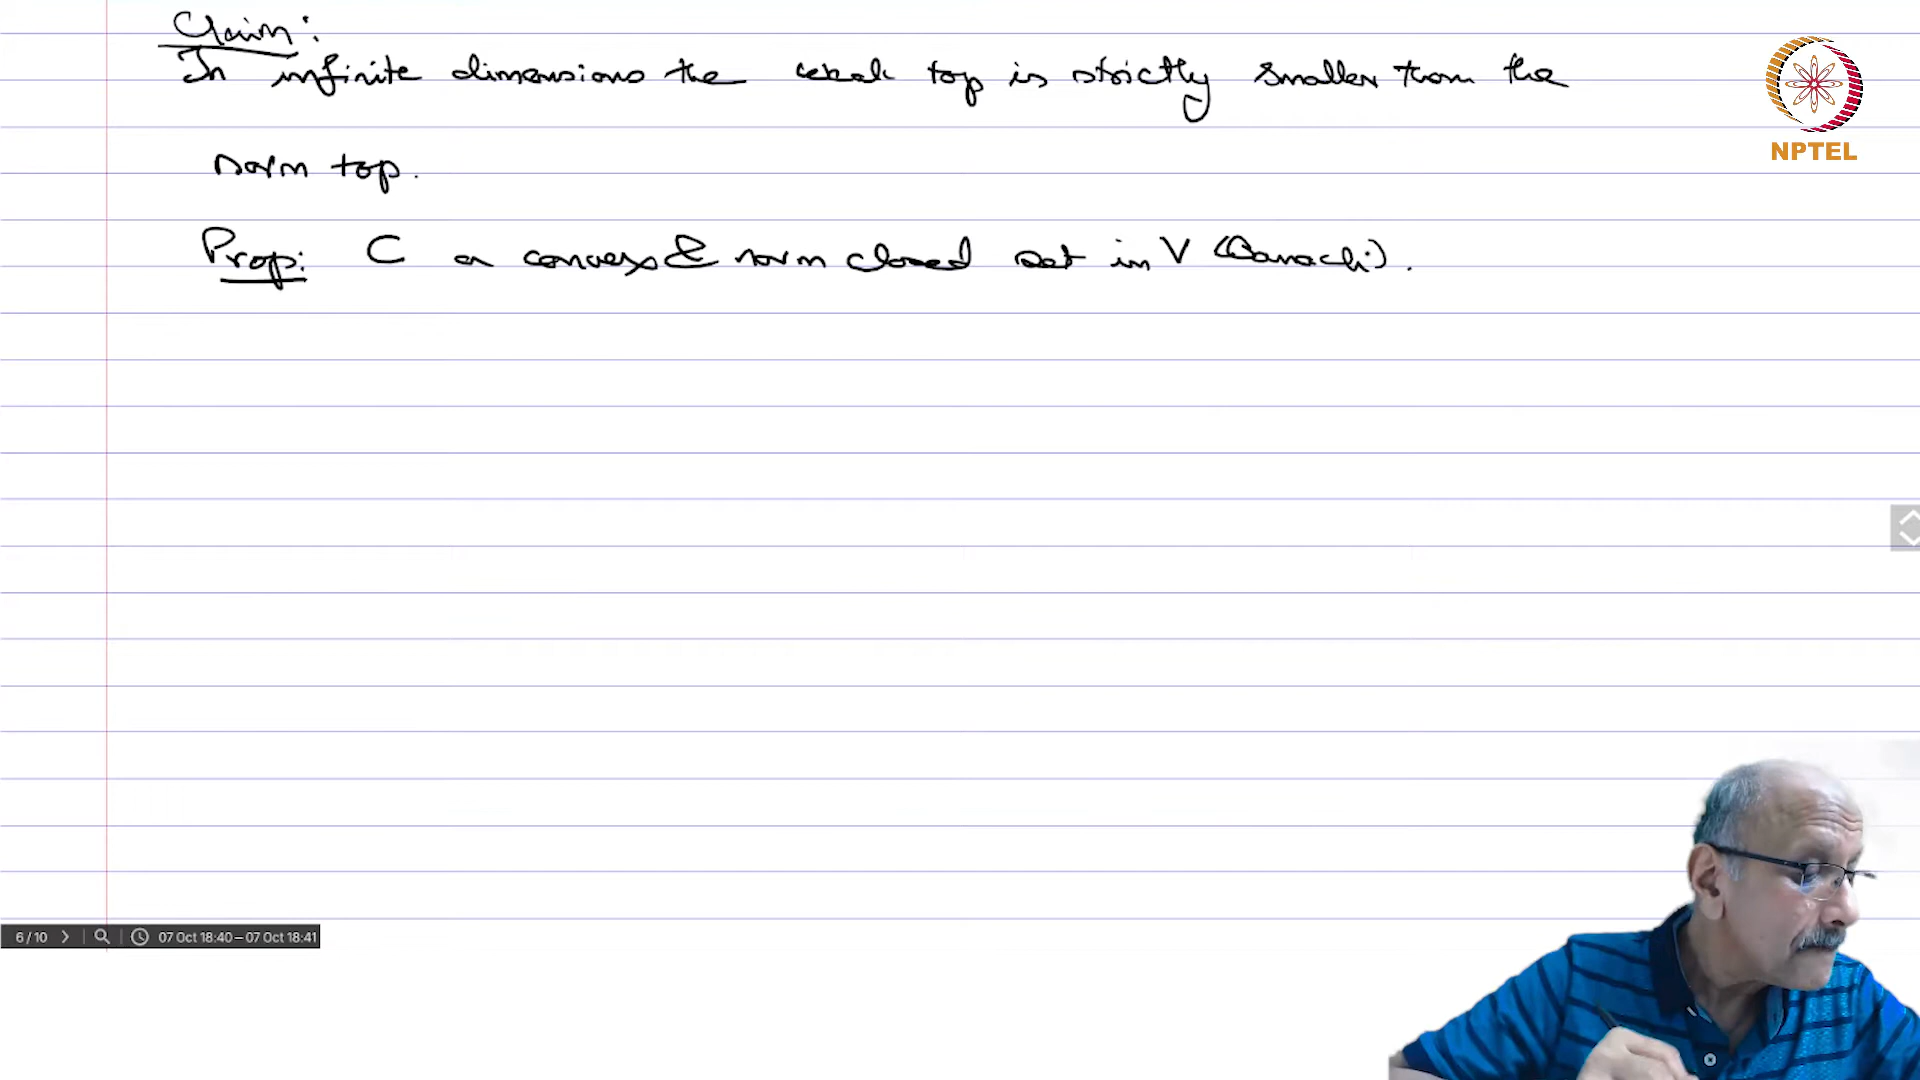 Claim:
In infinite dimensions the weak top is strictly smaller than the
norm top.
Prop: C a convex & norm closed set in V (Banach).
NPTEL
6 / 10 07 Oct 18:40 – 07 Oct 18:41